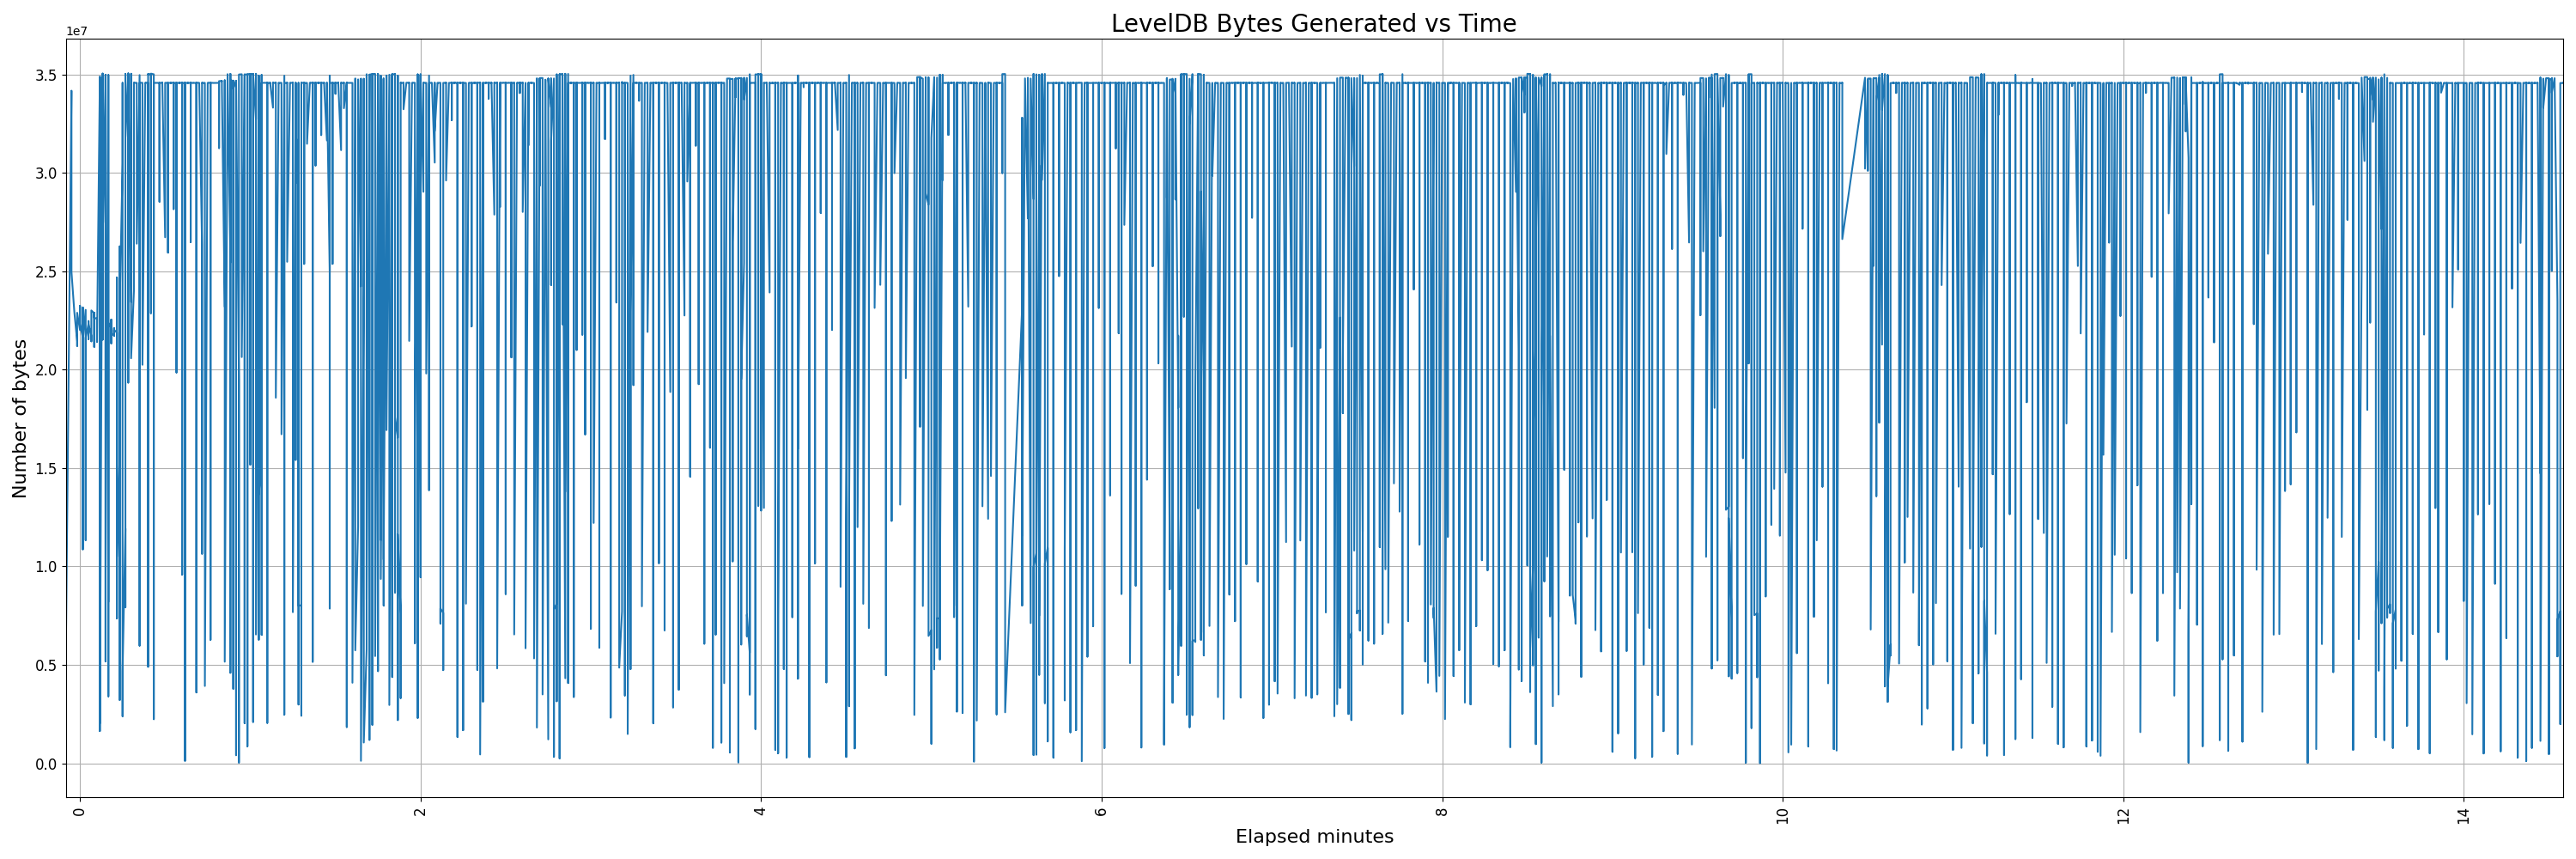 LevelDB Bytes Generated vs Time
1e7
3.5
3.0
2.5
2.0
1.5
1.0
0.5
0.0
Number of bytes
0 2 4 6 8 10 12 14
Elapsed minutes